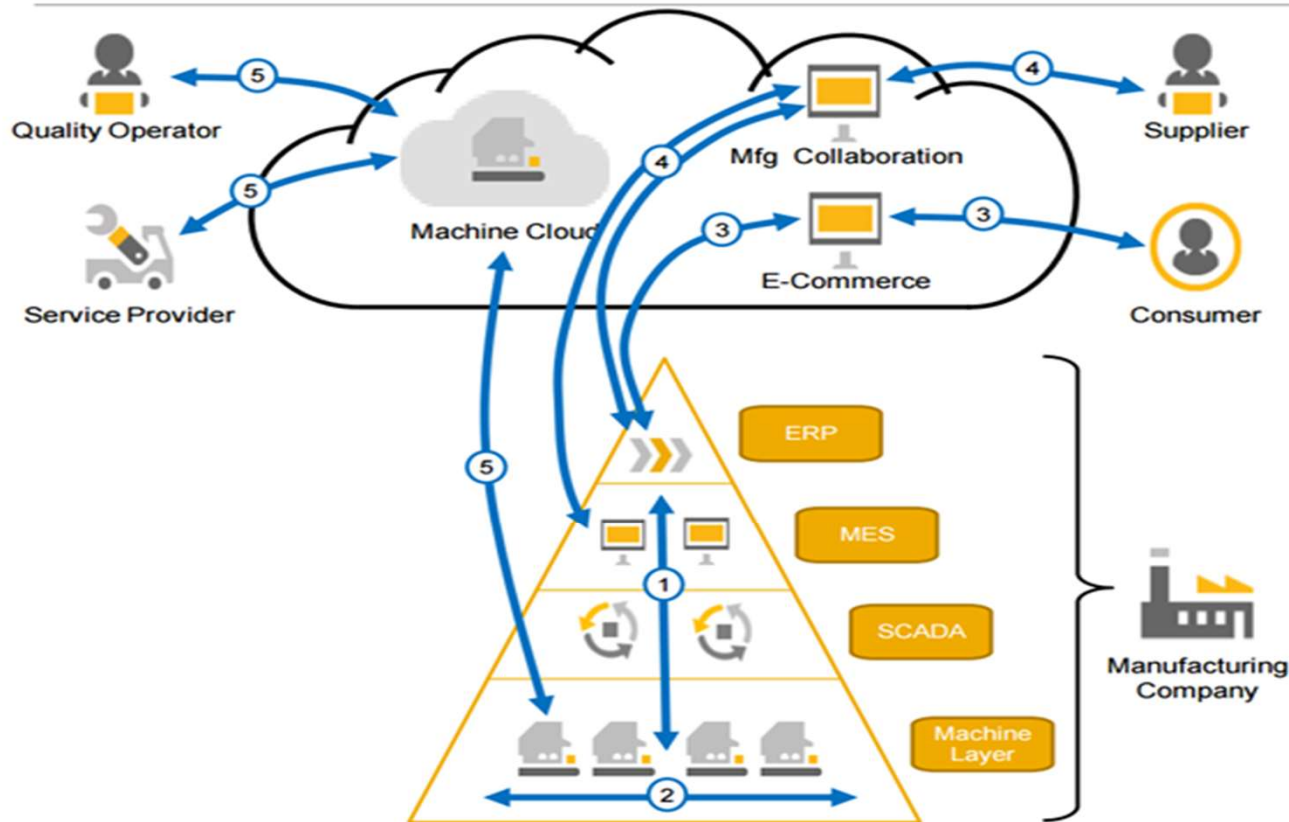 5
4
Quality Operator
Supplier
4
Mfg Collaboration
5
Machine Cloud
3
3
E-Commerce
Service Provider
Consumer
ERP
5
MES
1
SCADA
Manufacturing
Company
Machine
Layer
2